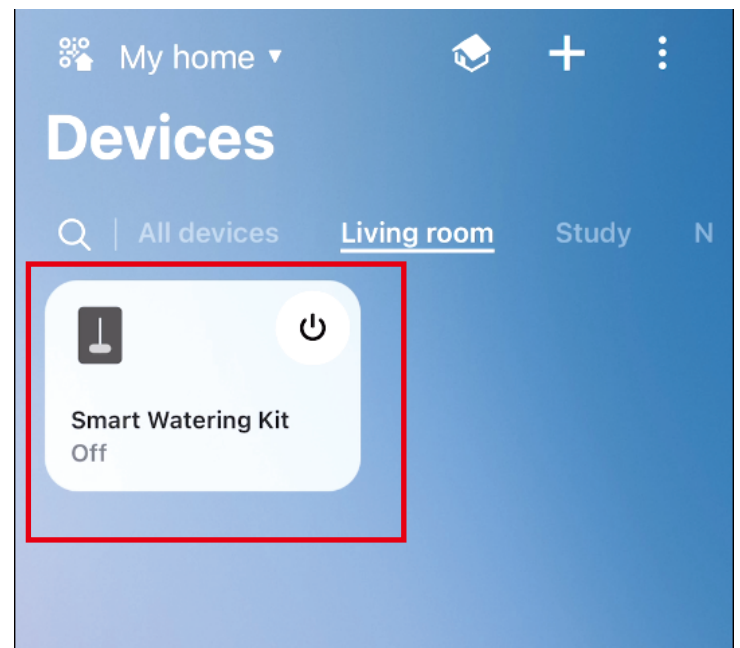 My home ▼
Devices
All devices Living room Study N
Smart Watering Kit
Off